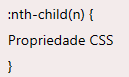 :nth-child(n) {
Propriedade CSS
}